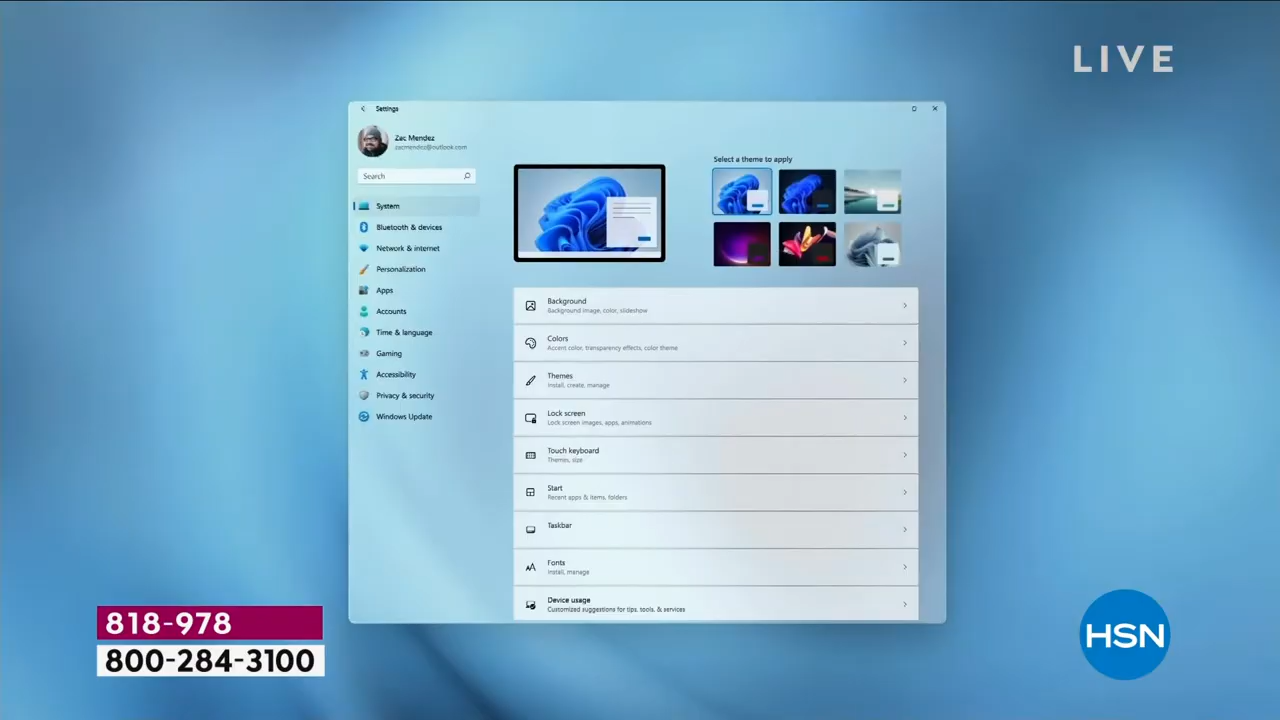 LIVE
Settings
Zac Mendez
zacmendez@outlook.com
Search
System
Bluetooth & devices
Network & internet
Personalization
Apps
Accounts
Time & language
Gaming
Accessibility
Privacy & security
Windows Update
Select a theme to apply
Background
Background image, color, slideshow
Colors
Accent color, transparency effects, color theme
Themes
Install, create, manage
Lock screen
Lock screen images, apps, animations
Touch keyboard
Themes, size
Start
Recent apps & items, folders
Taskbar
Fonts
Install, manage
Device usage
Customized suggestions for tips, tools, & services
818-978
800-284-3100
HSN